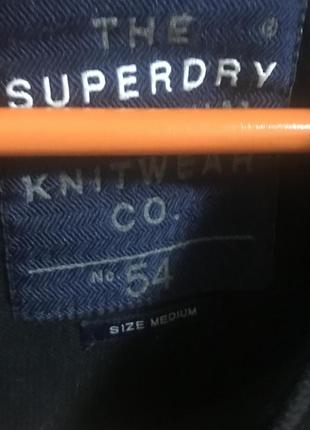 THE ®
SUPERDRY
KNITWEAR
CO.
No. 54
SIZE MEDIUM